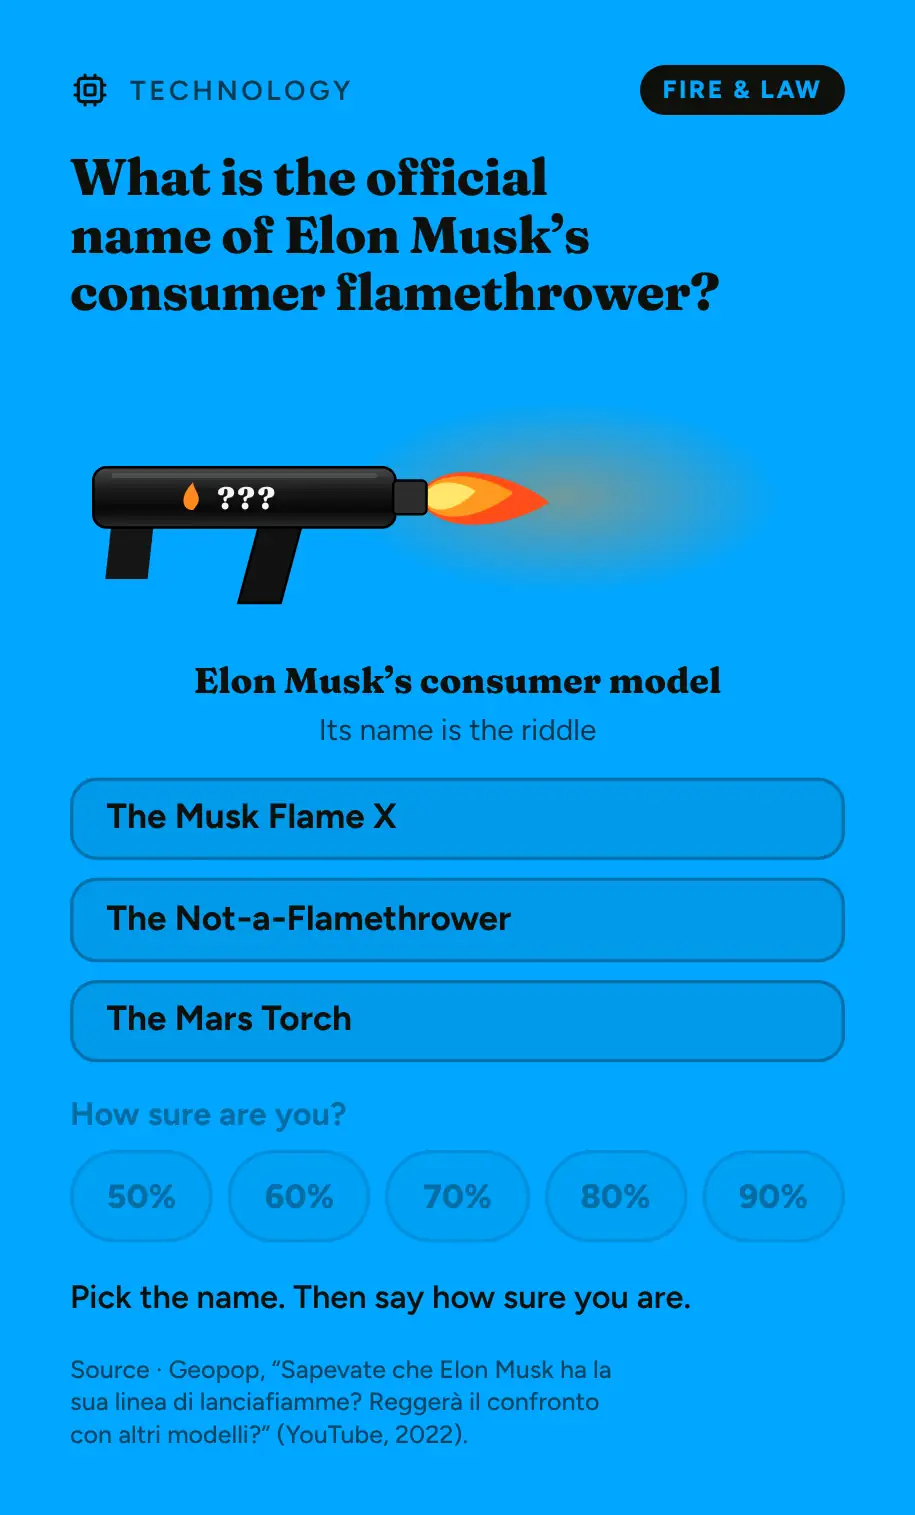 TECHNOLOGY
FIRE & LAW
What is the official
name of Elon Musk’s
consumer flamethrower?
???
Elon Musk’s consumer model
Its name is the riddle
The Musk Flame X
The Not-a-Flamethrower
The Mars Torch
How sure are you?
50%
60%
70%
80%
90%
Pick the name. Then say how sure you are.
Source · Geopop, “Sapevate che Elon Musk ha la
sua linea di lanciafiamme? Reggerà il confronto
con altri modelli?” (YouTube, 2022).